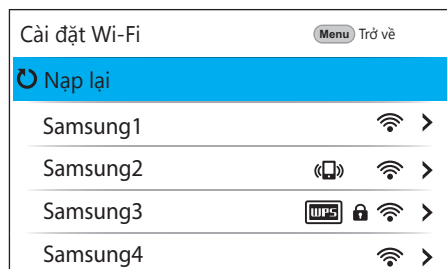 Cài đặt Wi-Fi Menu Trở về
Nạp lại
Samsung1
Samsung2
Samsung3 WPS
Samsung4